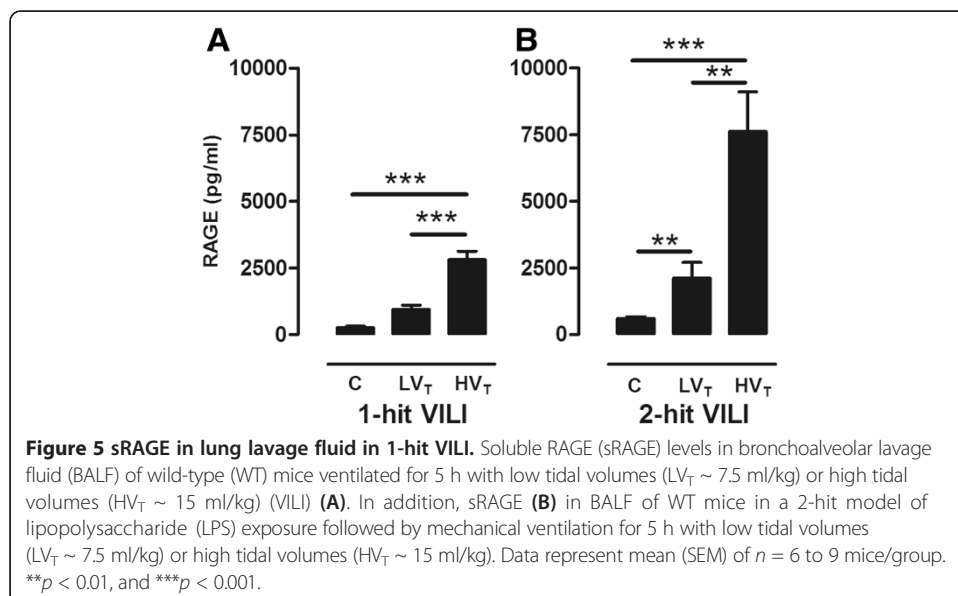 A
B
10000
7500
5000
2500
0
RAGE (pg/ml)
***
***
C LVT HVT
1-hit VILI
10000
7500
5000
2500
0
***
**
**
C LVT HVT
2-hit VILI
Figure 5 sRAGE in lung lavage fluid in 1-hit VILI. Soluble RAGE (sRAGE) levels in bronchoalveolar lavage
fluid (BALF) of wild-type (WT) mice ventilated for 5 h with low tidal volumes (LVT ~ 7.5 ml/kg) or high tidal
volumes (HVT ~ 15 ml/kg) (VILI) (A). In addition, sRAGE (B) in BALF of WT mice in a 2-hit model of
lipopolysaccharide (LPS) exposure followed by mechanical ventilation for 5 h with low tidal volumes
(LVT ~ 7.5 ml/kg) or high tidal volumes (HVT ~ 15 ml/kg). Data represent mean (SEM) of n = 6 to 9 mice/group.
**p < 0.01, and ***p < 0.001.